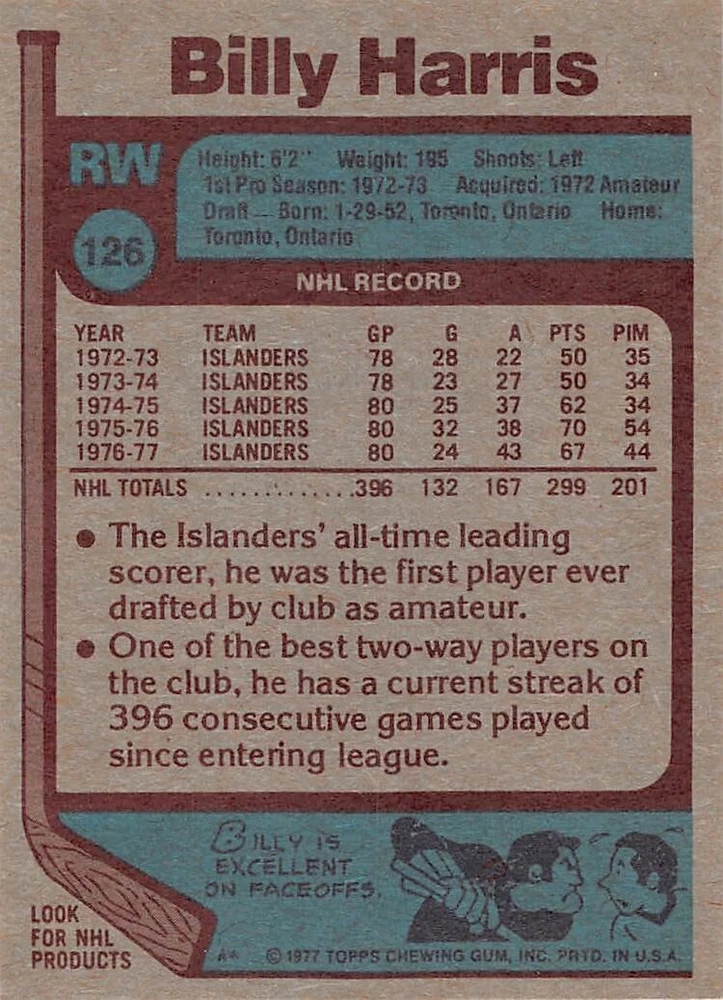 Billy Harris
RW
Height: 6'2" Weight: 195 Shoots: Left
1st Pro Season: 1972-73 Acquired: 1972 Amateur
Draft — Born: 1-29-52, Toronto, Ontario Home:
Toronto, Ontario
126
NHL RECORD
YEAR TEAM GP G A PTS PIM
1972-73 ISLANDERS 78 28 22 50 35
1973-74 ISLANDERS 78 23 27 50 34
1974-75 ISLANDERS 80 25 37 62 34
1975-76 ISLANDERS 80 32 38 70 54
1976-77 ISLANDERS 80 24 43 67 44
NHL TOTALS .............396 132 167 299 201
● The Islanders' all-time leading
scorer, he was the first player ever
drafted by club as amateur.
● One of the best two-way players on
the club, he has a current streak of
396 consecutive games played
since entering league.
BILLY IS
EXCELLENT
ON FACEOFFS.
LOOK
FOR NHL
PRODUCTS
A* © 1977 TOPPS CHEWING GUM, INC. PRTD. IN U.S.A.